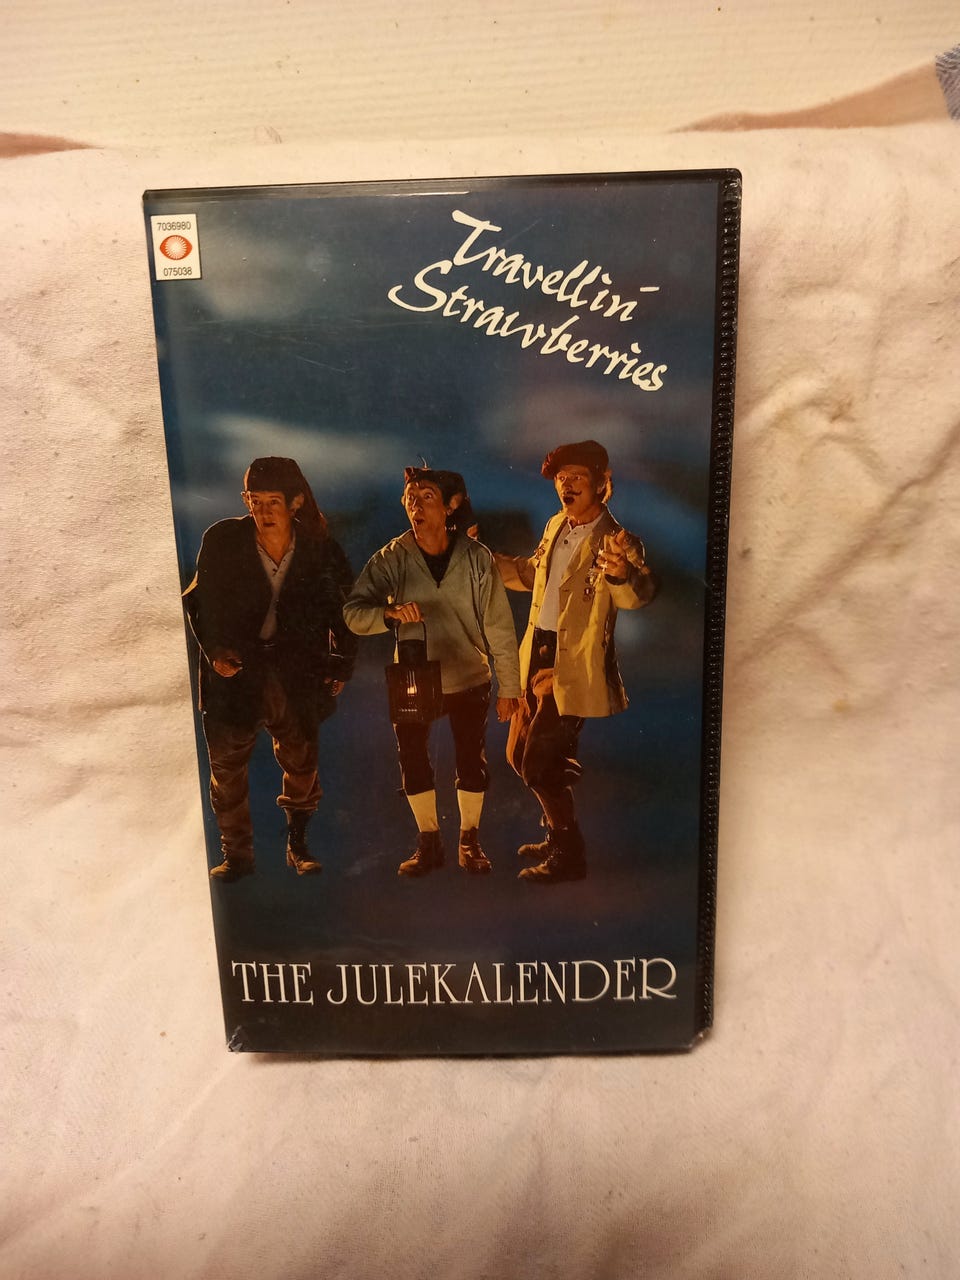 7036980
075038
Travellin'
Strawberries
THE JULEKALENDER